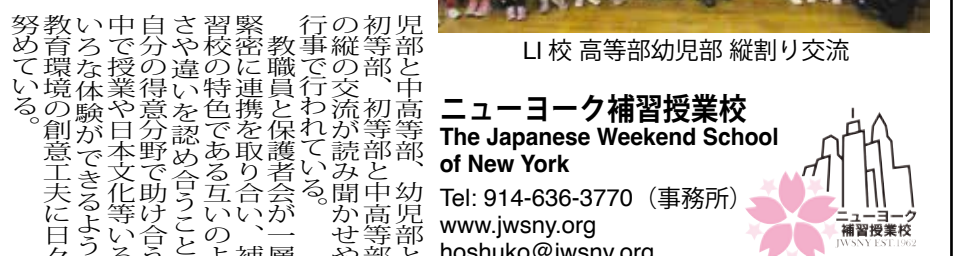 児部と中高等部、幼児部と
初等部、初等部と中高等部
の縦の交流が読み聞かせや
行事で行われている。
教職員と保護者会が一層
緊密に連携を取り合い、補
習校の特色である互いのよ
さや違いを認め合うこと
自分の得意分野で助け合う
中で授業や日本文化等いろ
いろな体験ができるよう
教育環境の創意工夫に日々
努めている。
LI 校 高等部幼児部 縦割り交流
ニューヨーク補習授業校
The Japanese Weekend School
of New York
Tel: 914-636-3770（事務所）
www.jwsny.org
hoshuko@jwsny.org
ニューヨーク
補習授業校
JWSNY EST.1962